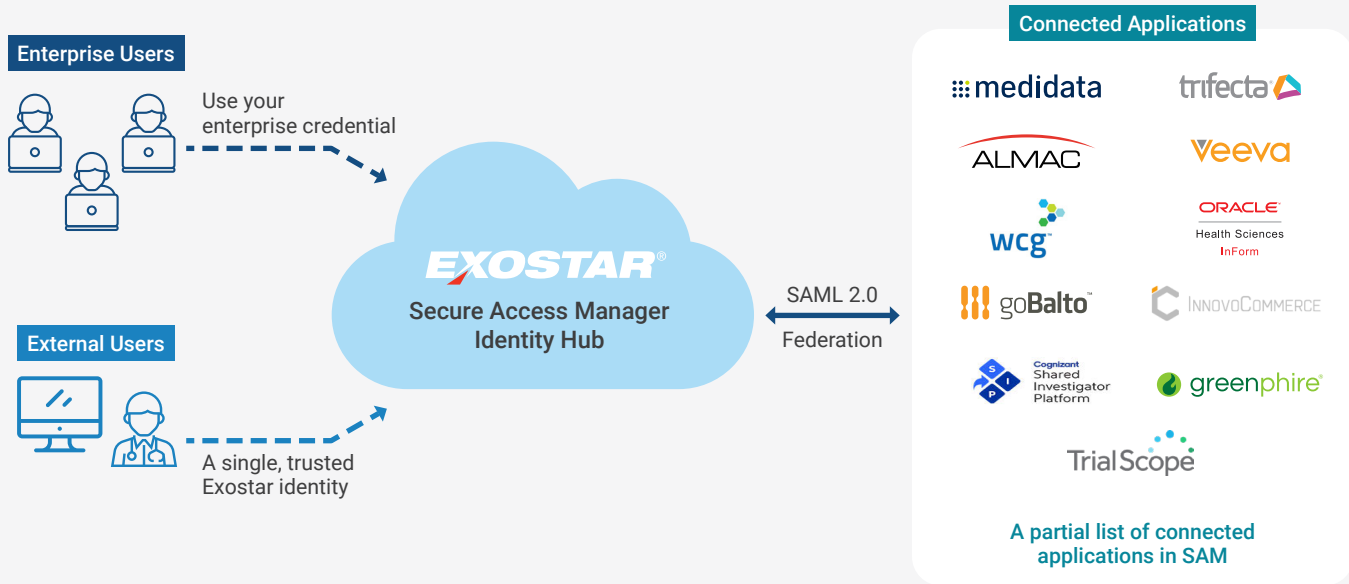 Enterprise Users
Use your
enterprise credential
External Users
A single, trusted
Exostar identity
EXOSTAR®
Secure Access Manager
Identity Hub
SAML 2.0
Federation
Connected Applications
medidata
trifecta
ALMAC
Veeva
wcg™
ORACLE®
Health Sciences
InForm
goBalto™
INNOVOCOMMERCE
S
I
P
Cognizant
Shared
Investigator
Platform
greenphire®
TrialScope
A partial list of connected
applications in SAM